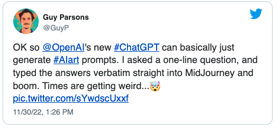 Guy Parsons
@GuyP
OK so @OpenAI's new #ChatGPT can basically just
generate #AIart prompts. I asked a one-line question, and
typed the answers verbatim straight into MidJourney and
boom. Times are getting weird...🤯
pic.twitter.com/sYwdscUxxf
11/30/22, 1:26 PM